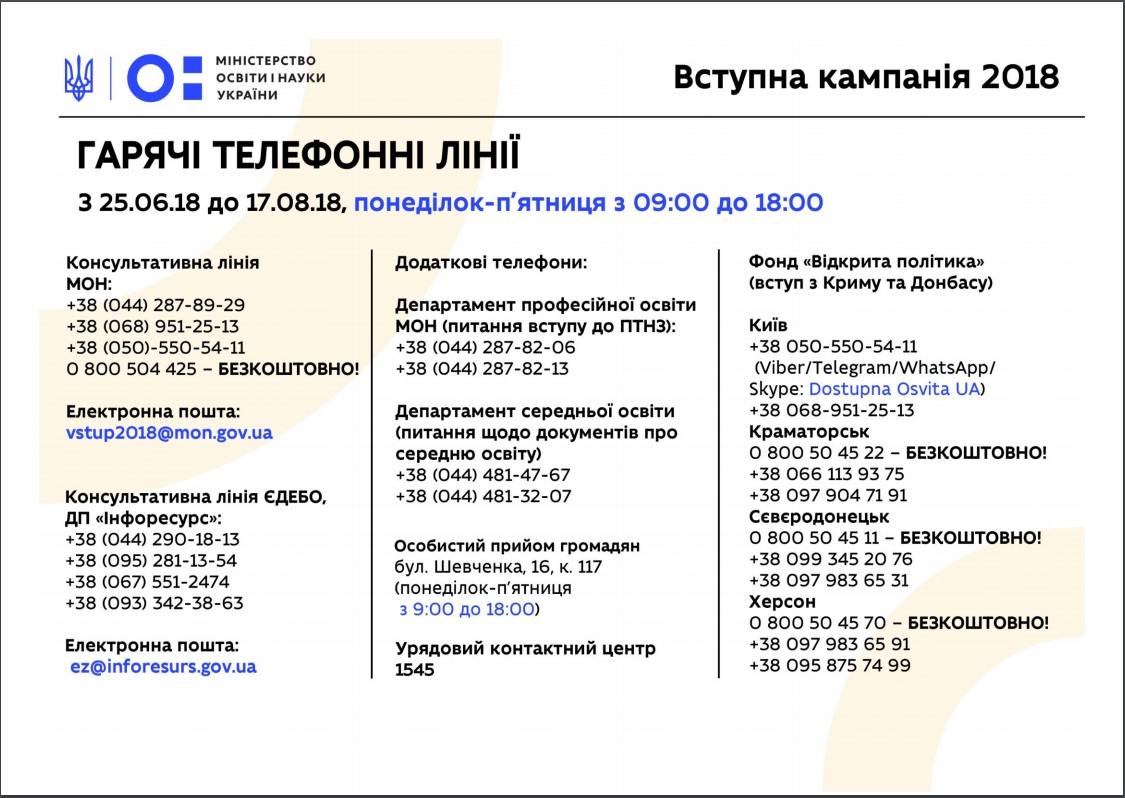 МІНІСТЕРСТВО
ОСВІТИ І НАУКИ
УКРАЇНИ
Вступна кампанія 2018
ГАРЯЧІ ТЕЛЕФОННІ ЛІНІЇ
З 25.06.18 до 17.08.18, понеділок-п’ятниця з 09:00 до 18:00
Консультативна лінія
МОН:
+38 (044) 287-89-29
+38 (068) 951-25-13
+38 (050)-550-54-11
0 800 504 425 – БЕЗКОШТОВНО!
Електронна пошта:
vstup2018@mon.gov.ua
Консультативна лінія ЄДЕБО,
ДП «Інфоресурс»:
+38 (044) 290-18-13
+38 (095) 281-13-54
+38 (067) 551-2474
+38 (093) 342-38-63
Електронна пошта:
ez@inforesurs.gov.ua
Додаткові телефони:
Департамент професійної освіти
МОН (питання вступу до ПТНЗ):
+38 (044) 287-82-06
+38 (044) 287-82-13
Департамент середньої освіти
(питання щодо документів про
середню освіту)
+38 (044) 481-47-67
+38 (044) 481-32-07
Особистий прийом громадян
бул. Шевченка, 16, к. 117
(понеділок-п’ятниця
з 9:00 до 18:00)
Урядовий контактний центр
1545
Фонд «Відкрита політика»
(вступ з Криму та Донбасу)
Київ
+38 050-550-54-11
(Viber/Telegram/WhatsApp/
Skype: Dostupna Osvita UA)
+38 068-951-25-13
Краматорськ
0 800 50 45 22 – БЕЗКОШТОВНО!
+38 066 113 93 75
+38 097 904 71 91
Сєвєродонецьк
0 800 50 45 11 – БЕЗКОШТОВНО!
+38 099 345 20 76
+38 097 983 65 31
Херсон
0 800 50 45 70 – БЕЗКОШТОВНО!
+38 097 983 65 91
+38 095 875 74 99